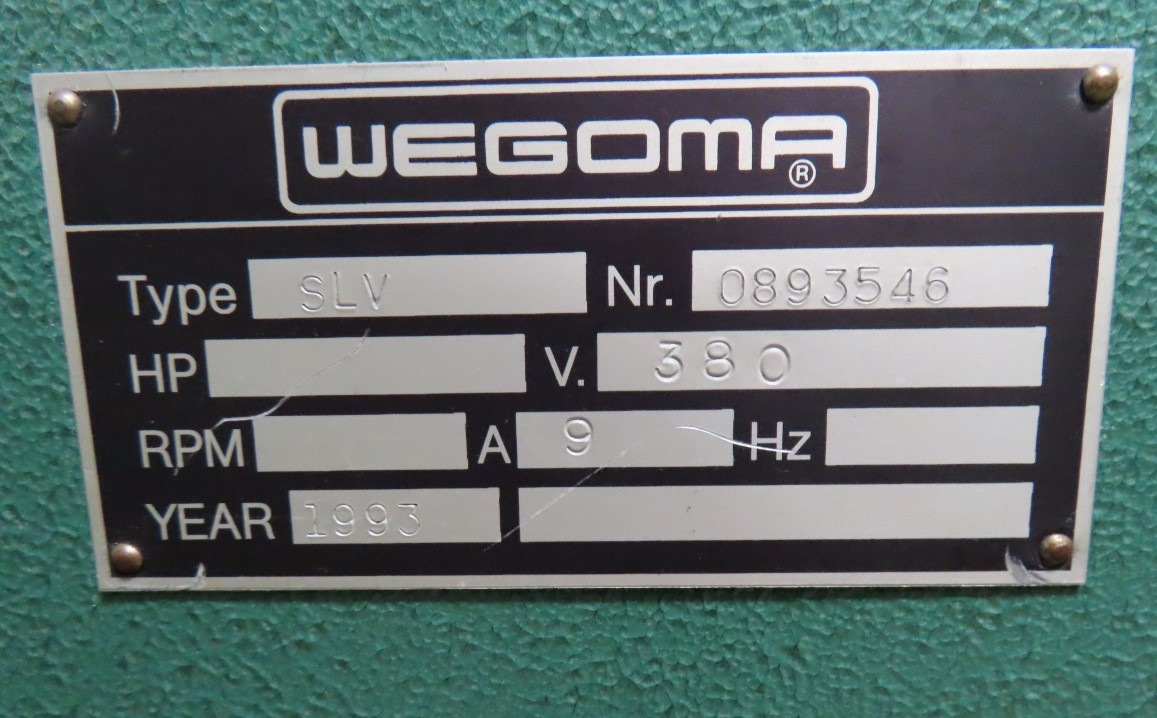 WEGOMA®
Type SLV Nr. 0893546
HP V. 380
RPM A 9 Hz
YEAR 1993